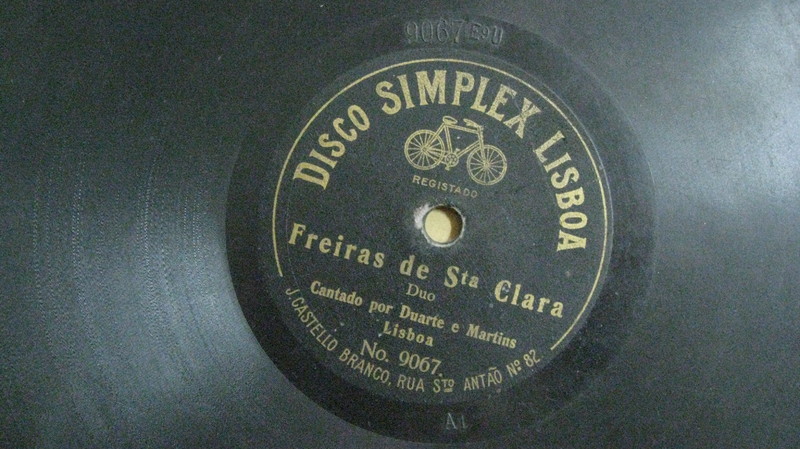 9067 E9U
DISCO SIMPLEX LISBOA
REGISTADO
Freiras de Sta Clara
Duo
Cantado por Duarte e Martins
Lisboa
No. 9067.
J. CASTELLO BRANCO, RUA STO ANTÃO Nº 82
A1